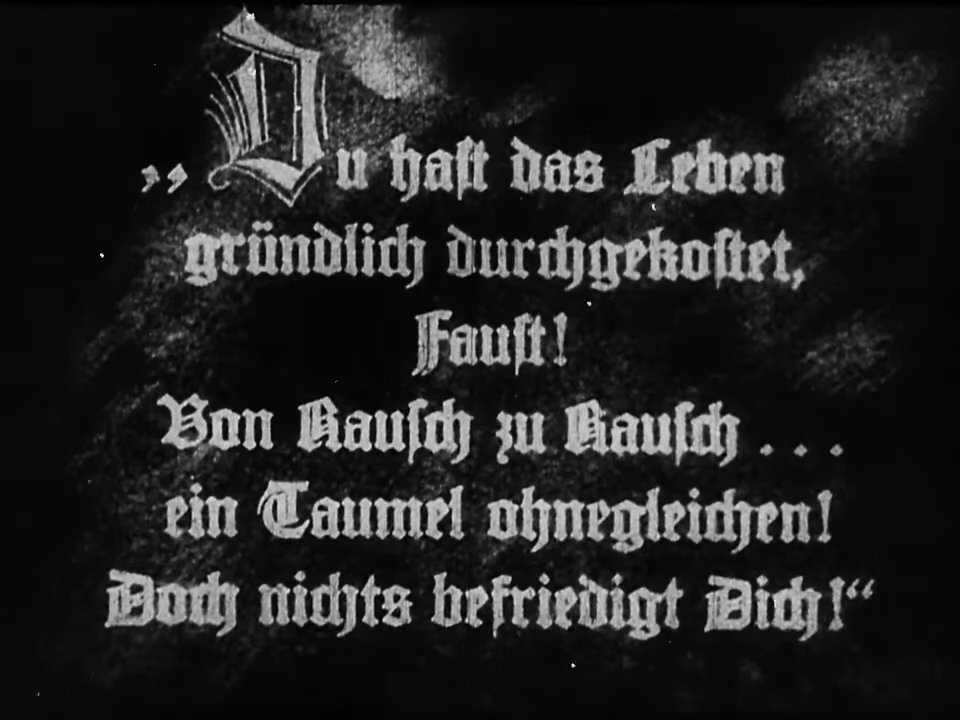 „Du hast das Leben
gründlich durchgekostet,
Faust!
Von Rausch zu Rausch . . .
ein Taumel ohnegleichen!
Doch nichts befriedigt Dich!“